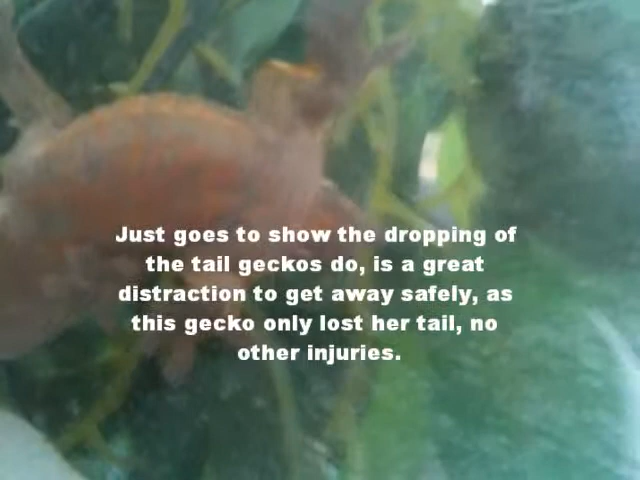 Just goes to show the dropping of
the tail geckos do, is a great
distraction to get away safely, as
this gecko only lost her tail, no
other injuries.